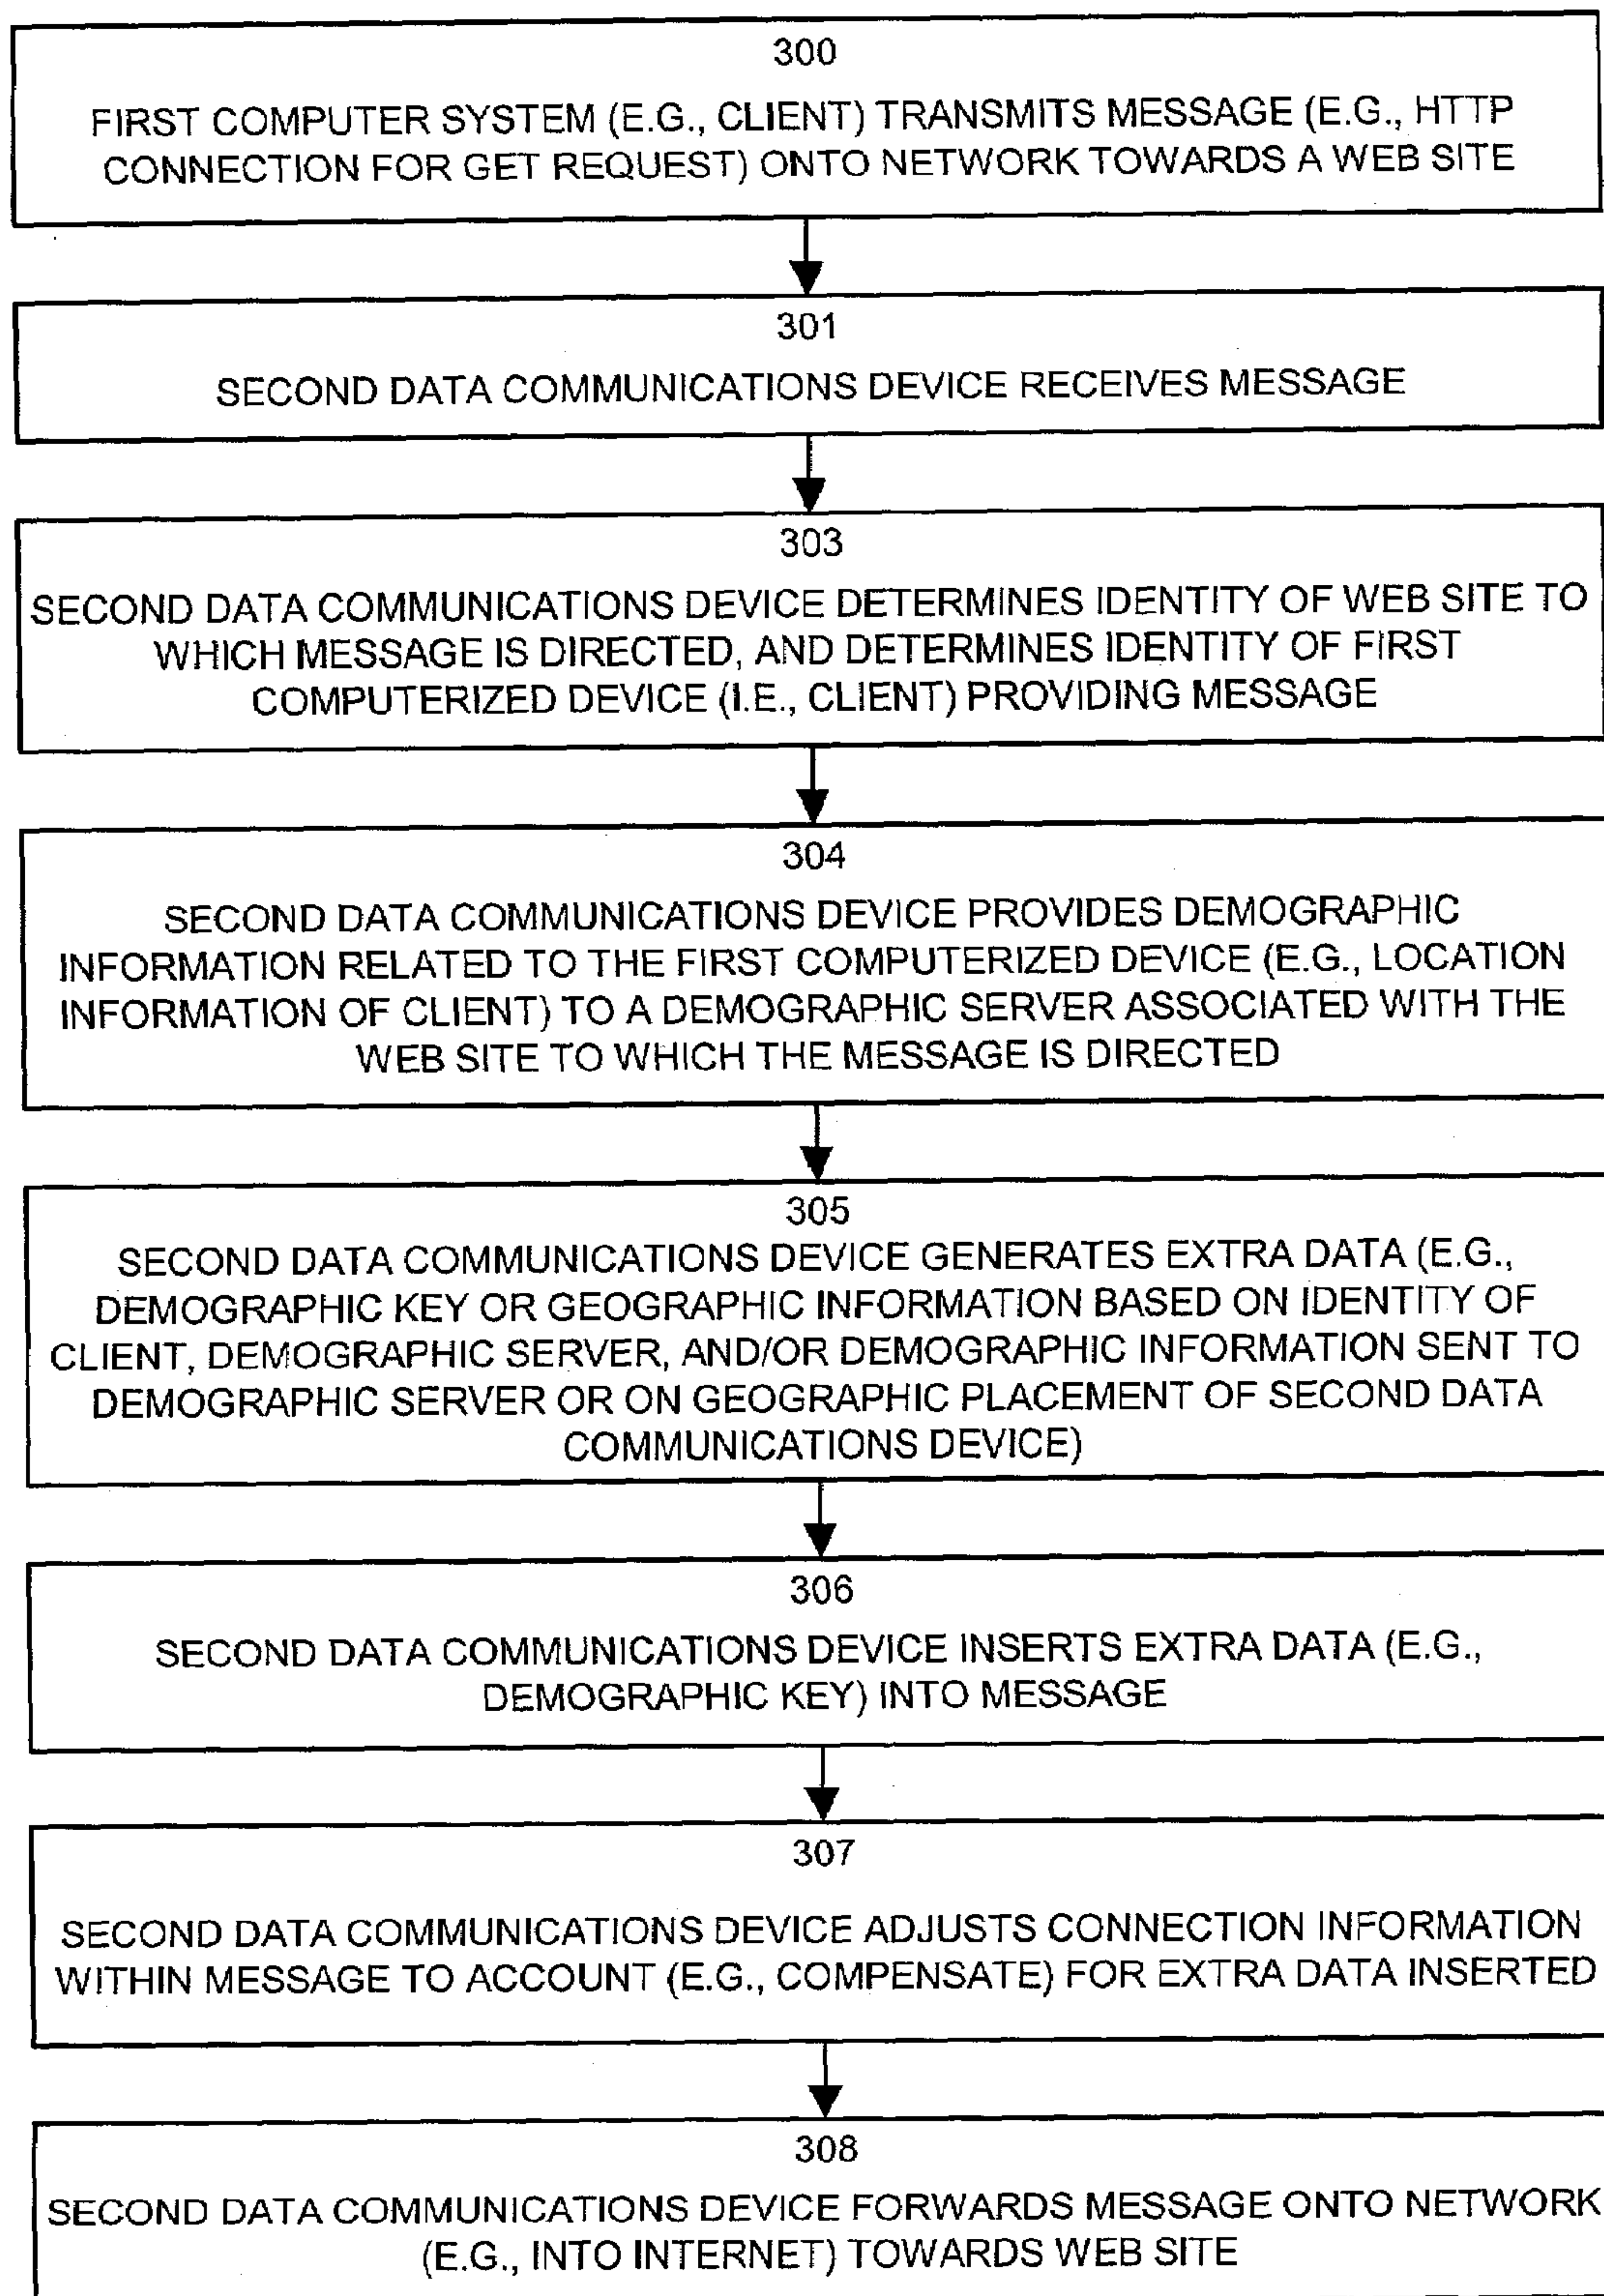 300
FIRST COMPUTER SYSTEM (E.G., CLIENT) TRANSMITS MESSAGE (E.G., HTTP
CONNECTION FOR GET REQUEST) ONTO NETWORK TOWARDS A WEB SITE
301
SECOND DATA COMMUNICATIONS DEVICE RECEIVES MESSAGE
303
SECOND DATA COMMUNICATIONS DEVICE DETERMINES IDENTITY OF WEB SITE TO
WHICH MESSAGE IS DIRECTED, AND DETERMINES IDENTITY OF FIRST
COMPUTERIZED DEVICE (I.E., CLIENT) PROVIDING MESSAGE
304
SECOND DATA COMMUNICATIONS DEVICE PROVIDES DEMOGRAPHIC
INFORMATION RELATED TO THE FIRST COMPUTERIZED DEVICE (E.G., LOCATION
INFORMATION OF CLIENT) TO A DEMOGRAPHIC SERVER ASSOCIATED WITH THE
WEB SITE TO WHICH THE MESSAGE IS DIRECTED
305
SECOND DATA COMMUNICATIONS DEVICE GENERATES EXTRA DATA (E.G.,
DEMOGRAPHIC KEY OR GEOGRAPHIC INFORMATION BASED ON IDENTITY OF
CLIENT, DEMOGRAPHIC SERVER, AND/OR DEMOGRAPHIC INFORMATION SENT TO
DEMOGRAPHIC SERVER OR ON GEOGRAPHIC PLACEMENT OF SECOND DATA
COMMUNICATIONS DEVICE)
306
SECOND DATA COMMUNICATIONS DEVICE INSERTS EXTRA DATA (E.G.,
DEMOGRAPHIC KEY) INTO MESSAGE
307
SECOND DATA COMMUNICATIONS DEVICE ADJUSTS CONNECTION INFORMATION
WITHIN MESSAGE TO ACCOUNT (E.G., COMPENSATE) FOR EXTRA DATA INSERTED
308
SECOND DATA COMMUNICATIONS DEVICE FORWARDS MESSAGE ONTO NETWORK
(E.G., INTO INTERNET) TOWARDS WEB SITE